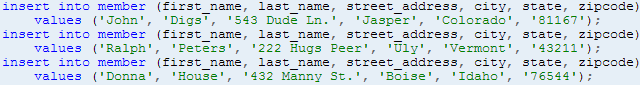 insert into member (first_name, last_name, street_address, city, state, zipcode)
values ('John', 'Digs', '543 Dude Ln.', 'Jasper', 'Colorado', '81167');
insert into member (first_name, last_name, street_address, city, state, zipcode)
values ('Ralph', 'Peters', '222 Hugs Peer', 'Uly', 'Vermont', '43211');
insert into member (first_name, last_name, street_address, city, state, zipcode)
values ('Donna', 'House', '432 Manny St.', 'Boise', 'Idaho', '76544');